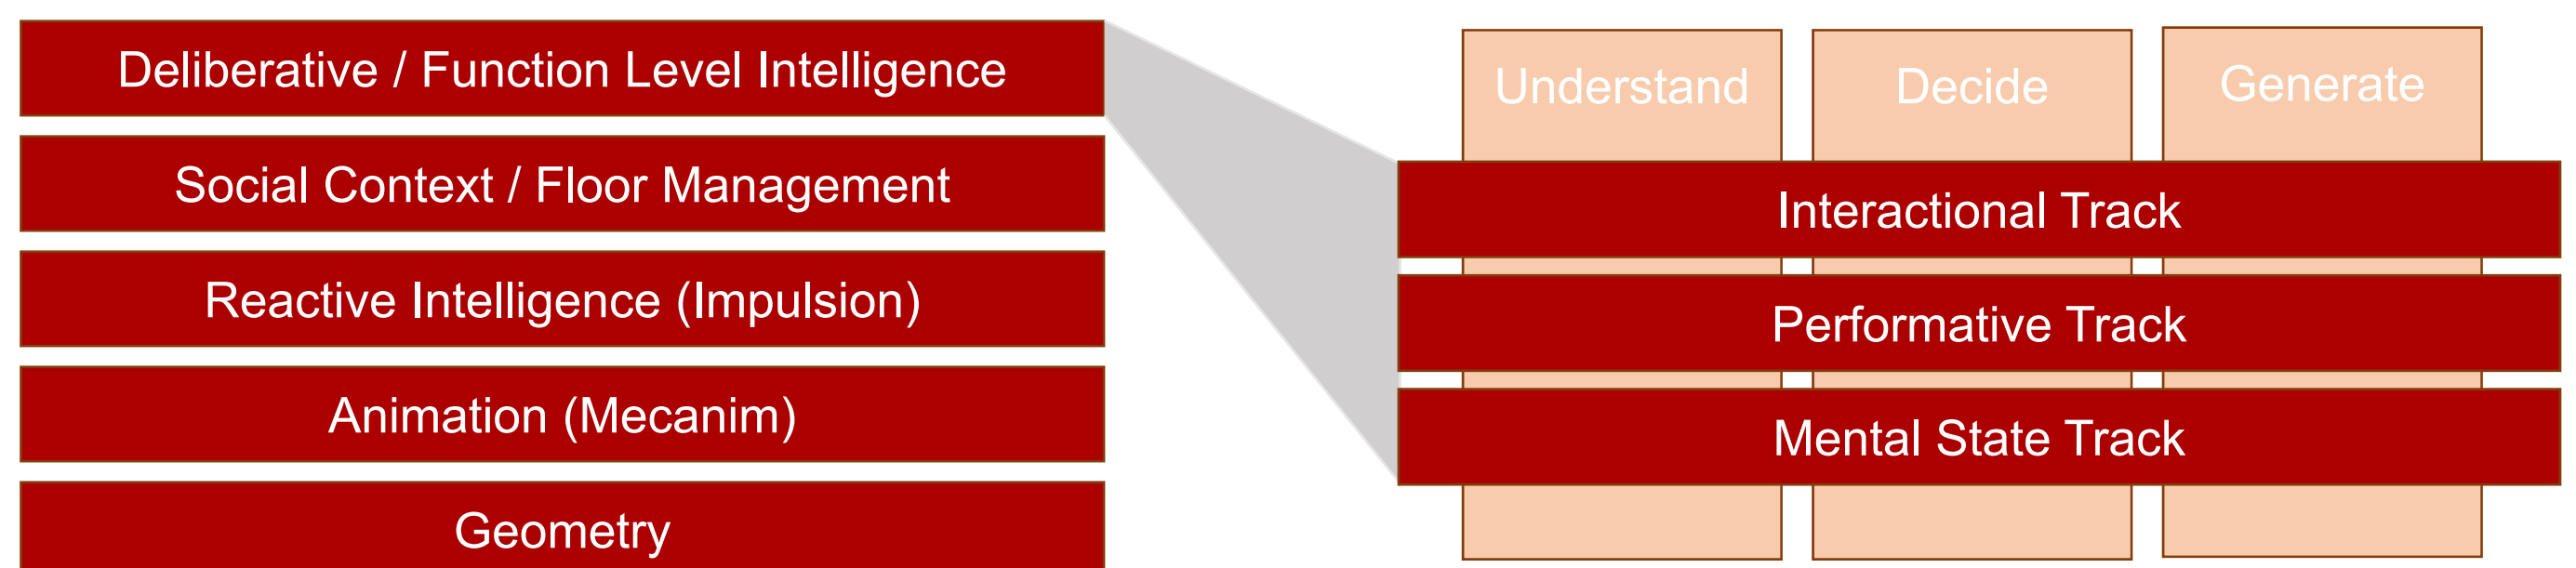 Deliberative / Function Level Intelligence
Social Context / Floor Management
Reactive Intelligence (Impulsion)
Animation (Mecanim)
Geometry
Understand
Decide
Generate
Interactional Track
Performative Track
Mental State Track